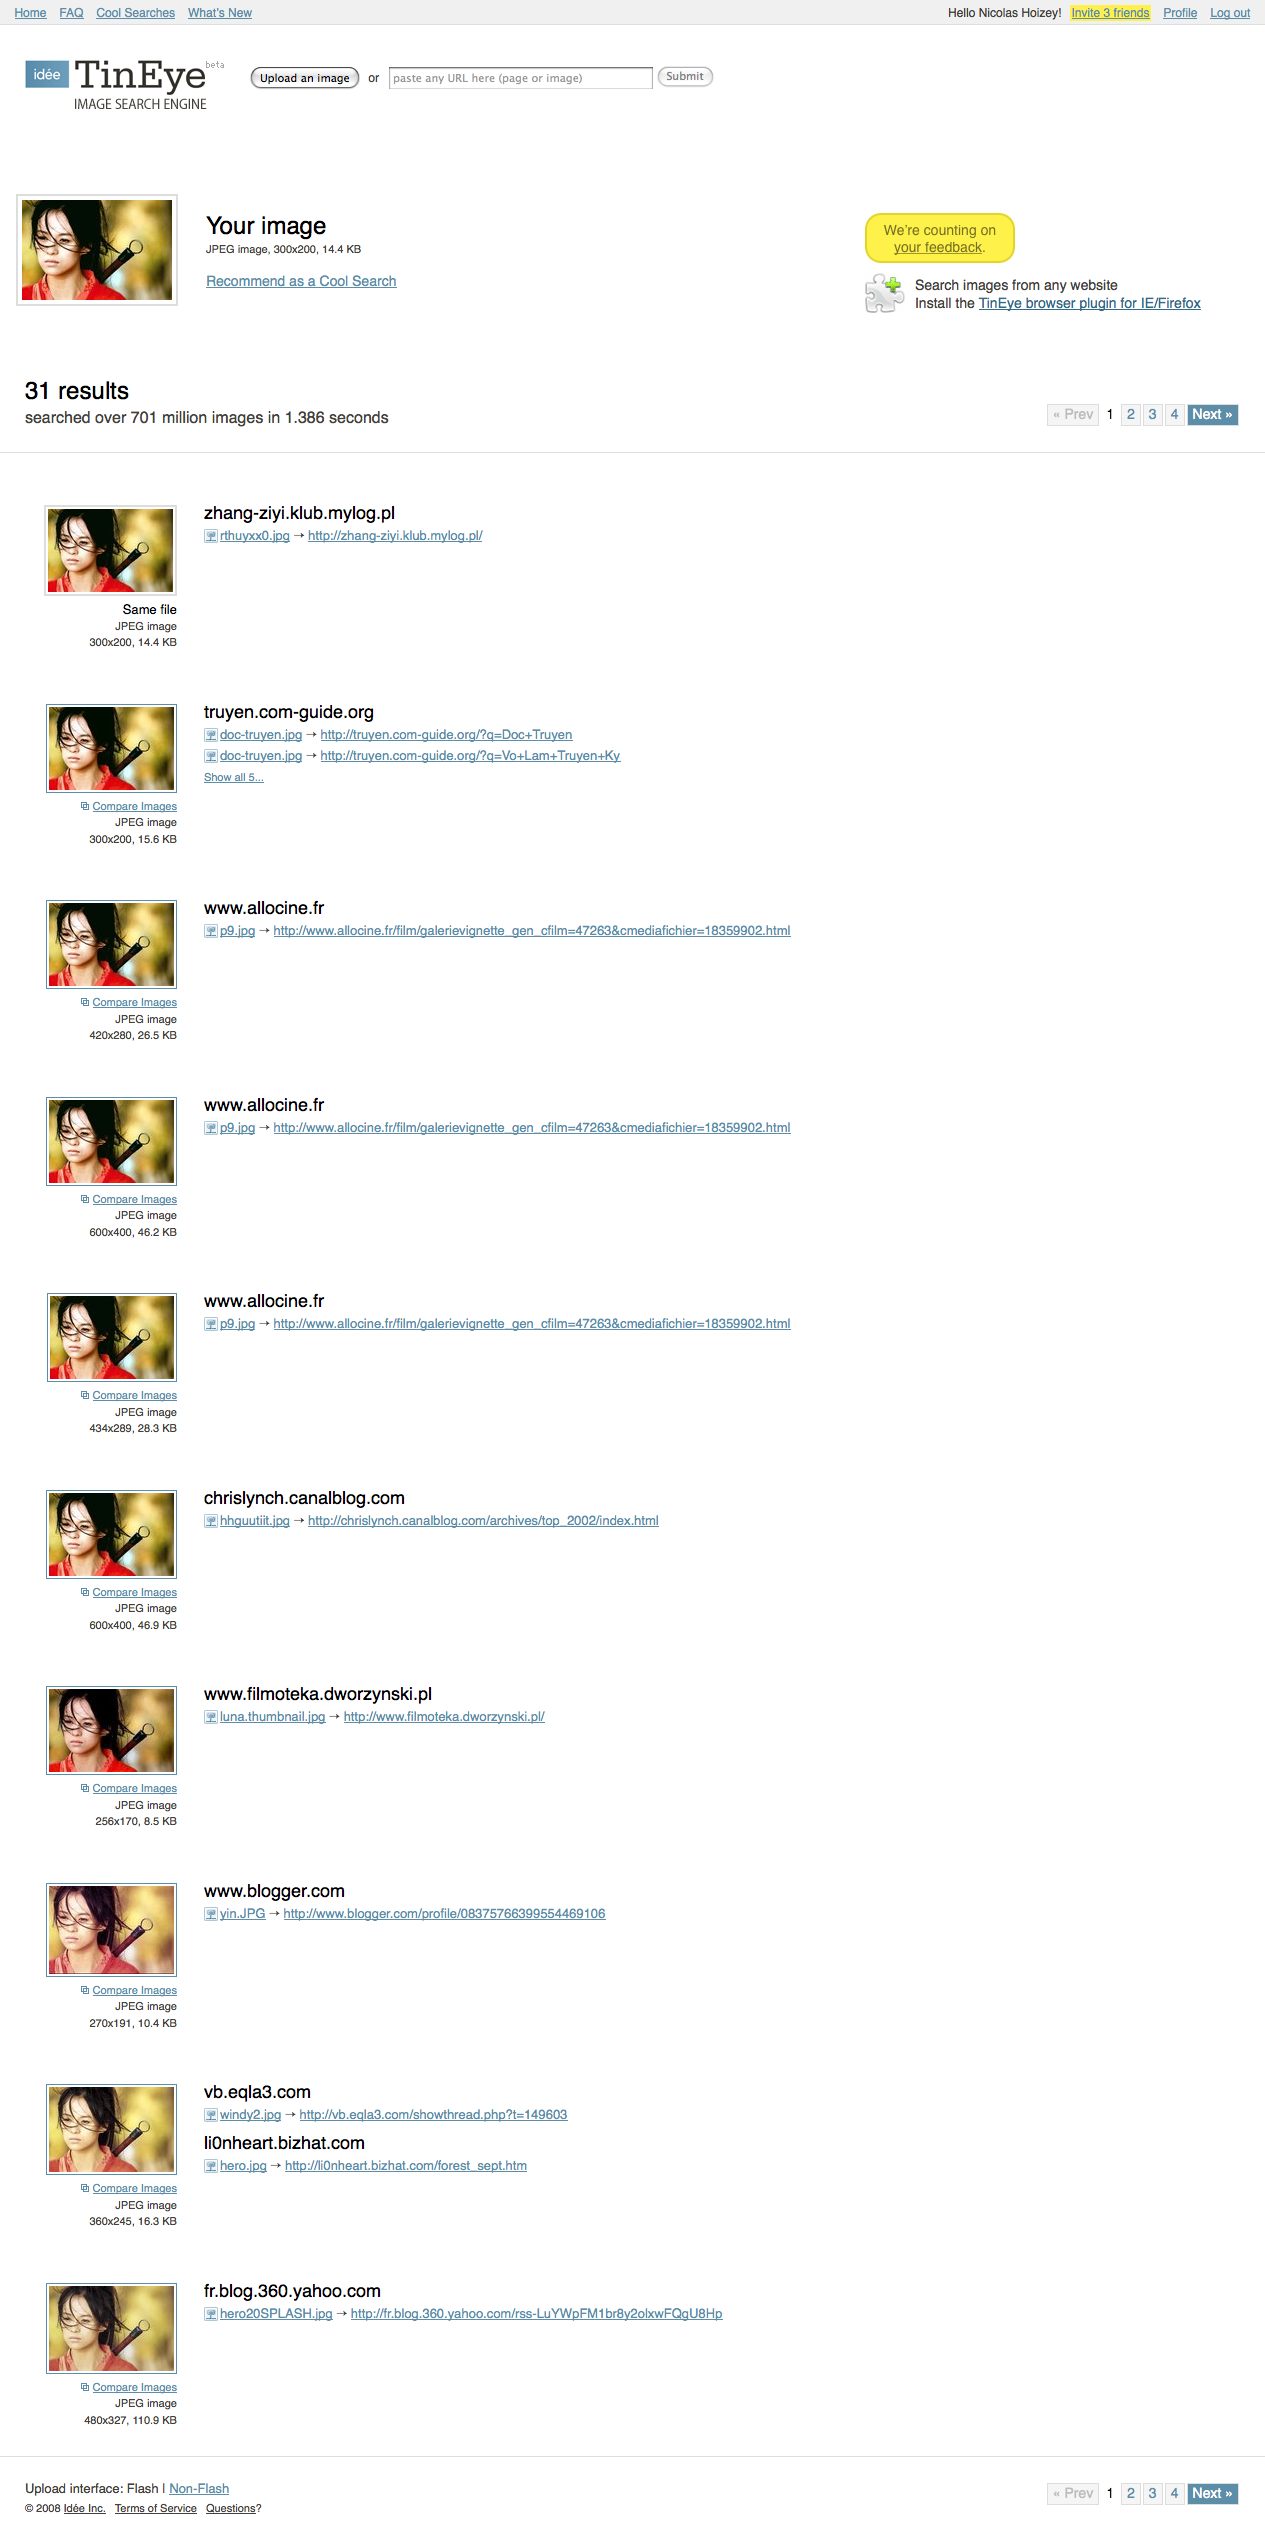 Home FAQ Cool Searches What's New Hello Nicolas Hoizey! Invite 3 friends Profile Log out
idée TinEye beta
IMAGE SEARCH ENGINE
Upload an image or paste any URL here (page or image) Submit
Your image
JPEG image, 300x200, 14.4 KB
Recommend as a Cool Search
We're counting on
your feedback.
Search images from any website
Install the TinEye browser plugin for IE/Firefox
31 results
searched over 701 million images in 1.386 seconds
« Prev 1 2 3 4 Next »
zhang-ziyi.klub.mylog.pl
rthuyxx0.jpg → http://zhang-ziyi.klub.mylog.pl/
Same file
JPEG image
300x200, 14.4 KB
truyen.com-guide.org
doc-truyen.jpg → http://truyen.com-guide.org/?q=Doc+Truyen
doc-truyen.jpg → http://truyen.com-guide.org/?q=Vo+Lam+Truyen+Ky
Show all 5...
Compare Images
JPEG image
300x200, 15.6 KB
www.allocine.fr
p9.jpg → http://www.allocine.fr/film/galerievignette_gen_cfilm=47263&cmediafichier=18359902.html
Compare Images
JPEG image
420x280, 26.5 KB
www.allocine.fr
p9.jpg → http://www.allocine.fr/film/galerievignette_gen_cfilm=47263&cmediafichier=18359902.html
Compare Images
JPEG image
600x400, 46.2 KB
www.allocine.fr
p9.jpg → http://www.allocine.fr/film/galerievignette_gen_cfilm=47263&cmediafichier=18359902.html
Compare Images
JPEG image
434x289, 28.3 KB
chrislynch.canalblog.com
hhguutiit.jpg → http://chrislynch.canalblog.com/archives/top_2002/index.html
Compare Images
JPEG image
600x400, 46.9 KB
www.filmoteka.dworzynski.pl
luna.thumbnail.jpg → http://www.filmoteka.dworzynski.pl/
Compare Images
JPEG image
256x170, 8.5 KB
www.blogger.com
yin.JPG → http://www.blogger.com/profile/08375766399554469106
Compare Images
JPEG image
270x191, 10.4 KB
vb.eqla3.com
windy2.jpg → http://vb.eqla3.com/showthread.php?t=149603
li0nheart.bizhat.com
hero.jpg → http://li0nheart.bizhat.com/forest_sept.htm
Compare Images
JPEG image
360x245, 16.3 KB
fr.blog.360.yahoo.com
hero20SPLASH.jpg → http://fr.blog.360.yahoo.com/rss-LuYWpFM1br8y2olxwFQgU8Hp
Compare Images
JPEG image
480x327, 110.9 KB
Upload interface: Flash | Non-Flash
« Prev 1 2 3 4 Next »
© 2008 Idée Inc. Terms of Service Questions?